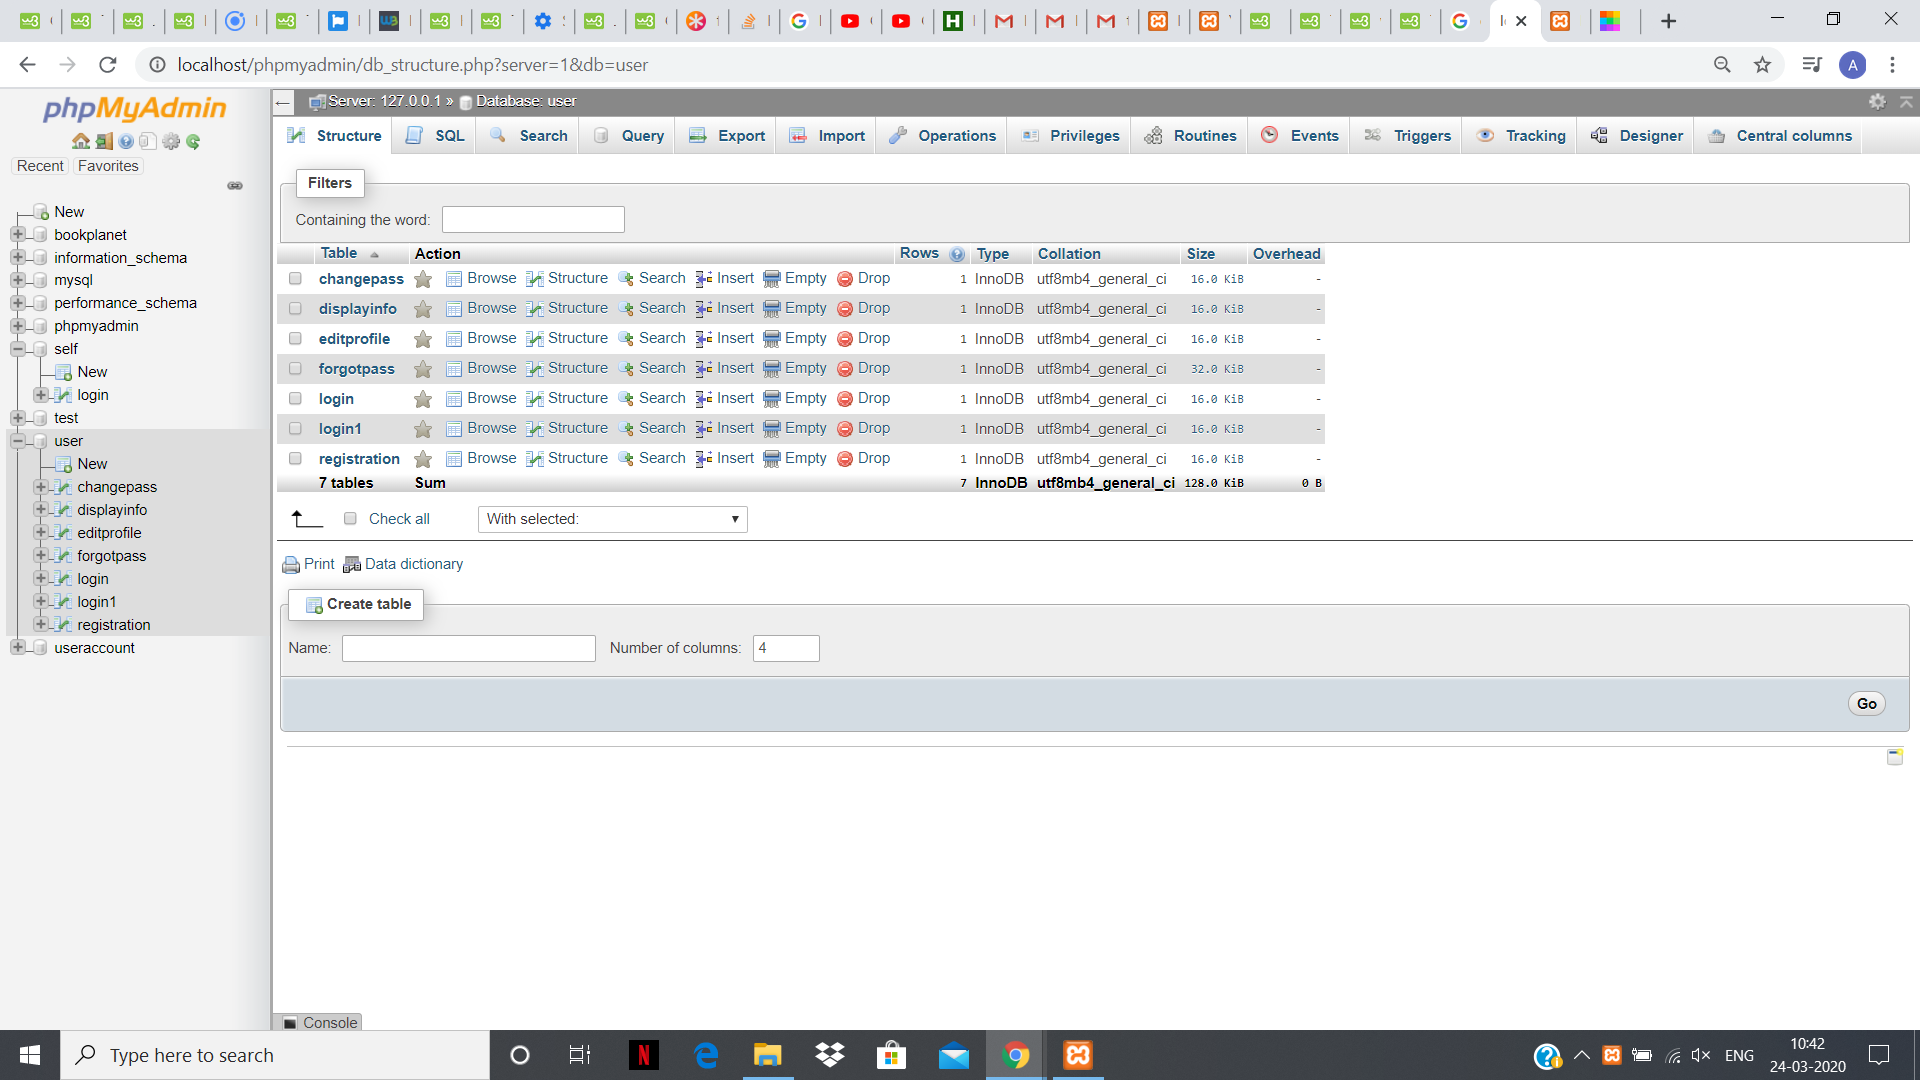 localhost/phpmyadmin/db_structure.php?server=1&db=user
A
phpMyAdmin
Recent Favorites
New
bookplanet
information_schema
mysql
performance_schema
phpmyadmin
self
New
login
test
user
New
changepass
displayinfo
editprofile
forgotpass
login
login1
registration
useraccount
Server: 127.0.0.1 » Database: user
Structure SQL Search Query Export Import Operations Privileges Routines Events Triggers Tracking Designer Central columns
Filters
Containing the word:
Table Action Rows Type Collation Size Overhead
changepass Browse Structure Search Insert Empty Drop 1 InnoDB utf8mb4_general_ci 16.0 KiB -
displayinfo Browse Structure Search Insert Empty Drop 1 InnoDB utf8mb4_general_ci 16.0 KiB -
editprofile Browse Structure Search Insert Empty Drop 1 InnoDB utf8mb4_general_ci 16.0 KiB -
forgotpass Browse Structure Search Insert Empty Drop 1 InnoDB utf8mb4_general_ci 32.0 KiB -
login Browse Structure Search Insert Empty Drop 1 InnoDB utf8mb4_general_ci 16.0 KiB -
login1 Browse Structure Search Insert Empty Drop 1 InnoDB utf8mb4_general_ci 16.0 KiB -
registration Browse Structure Search Insert Empty Drop 1 InnoDB utf8mb4_general_ci 16.0 KiB -
7 tables Sum 7 InnoDB utf8mb4_general_ci 128.0 KiB 0 B
Check all With selected:
Print Data dictionary
Create table
Name: Number of columns: 4
Go
Console
Type here to search
ENG
10:42
24-03-2020